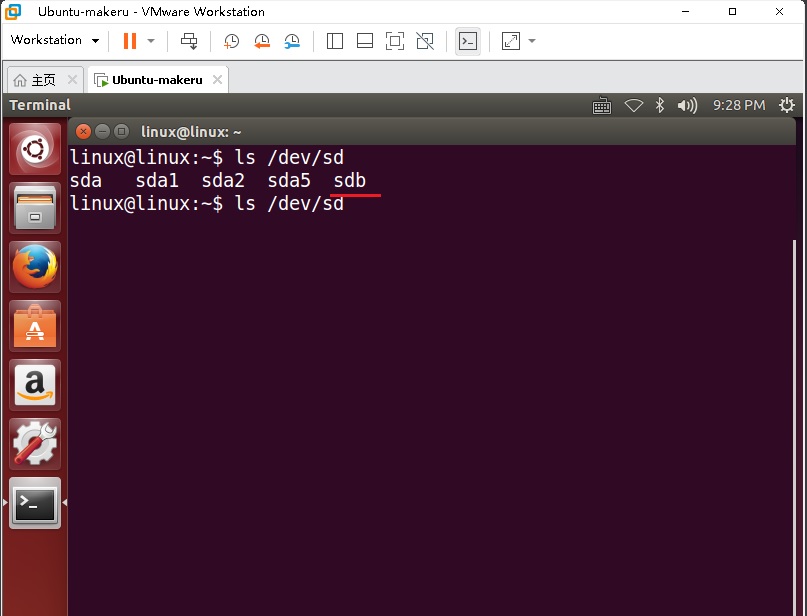 Ubuntu-makeru - VMware Workstation
Workstation
主页
Ubuntu-makeru
Terminal
9:28 PM
linux@linux: ~
linux@linux:~$ ls /dev/sd
sda sda1 sda2 sda5 sdb
linux@linux:~$ ls /dev/sd